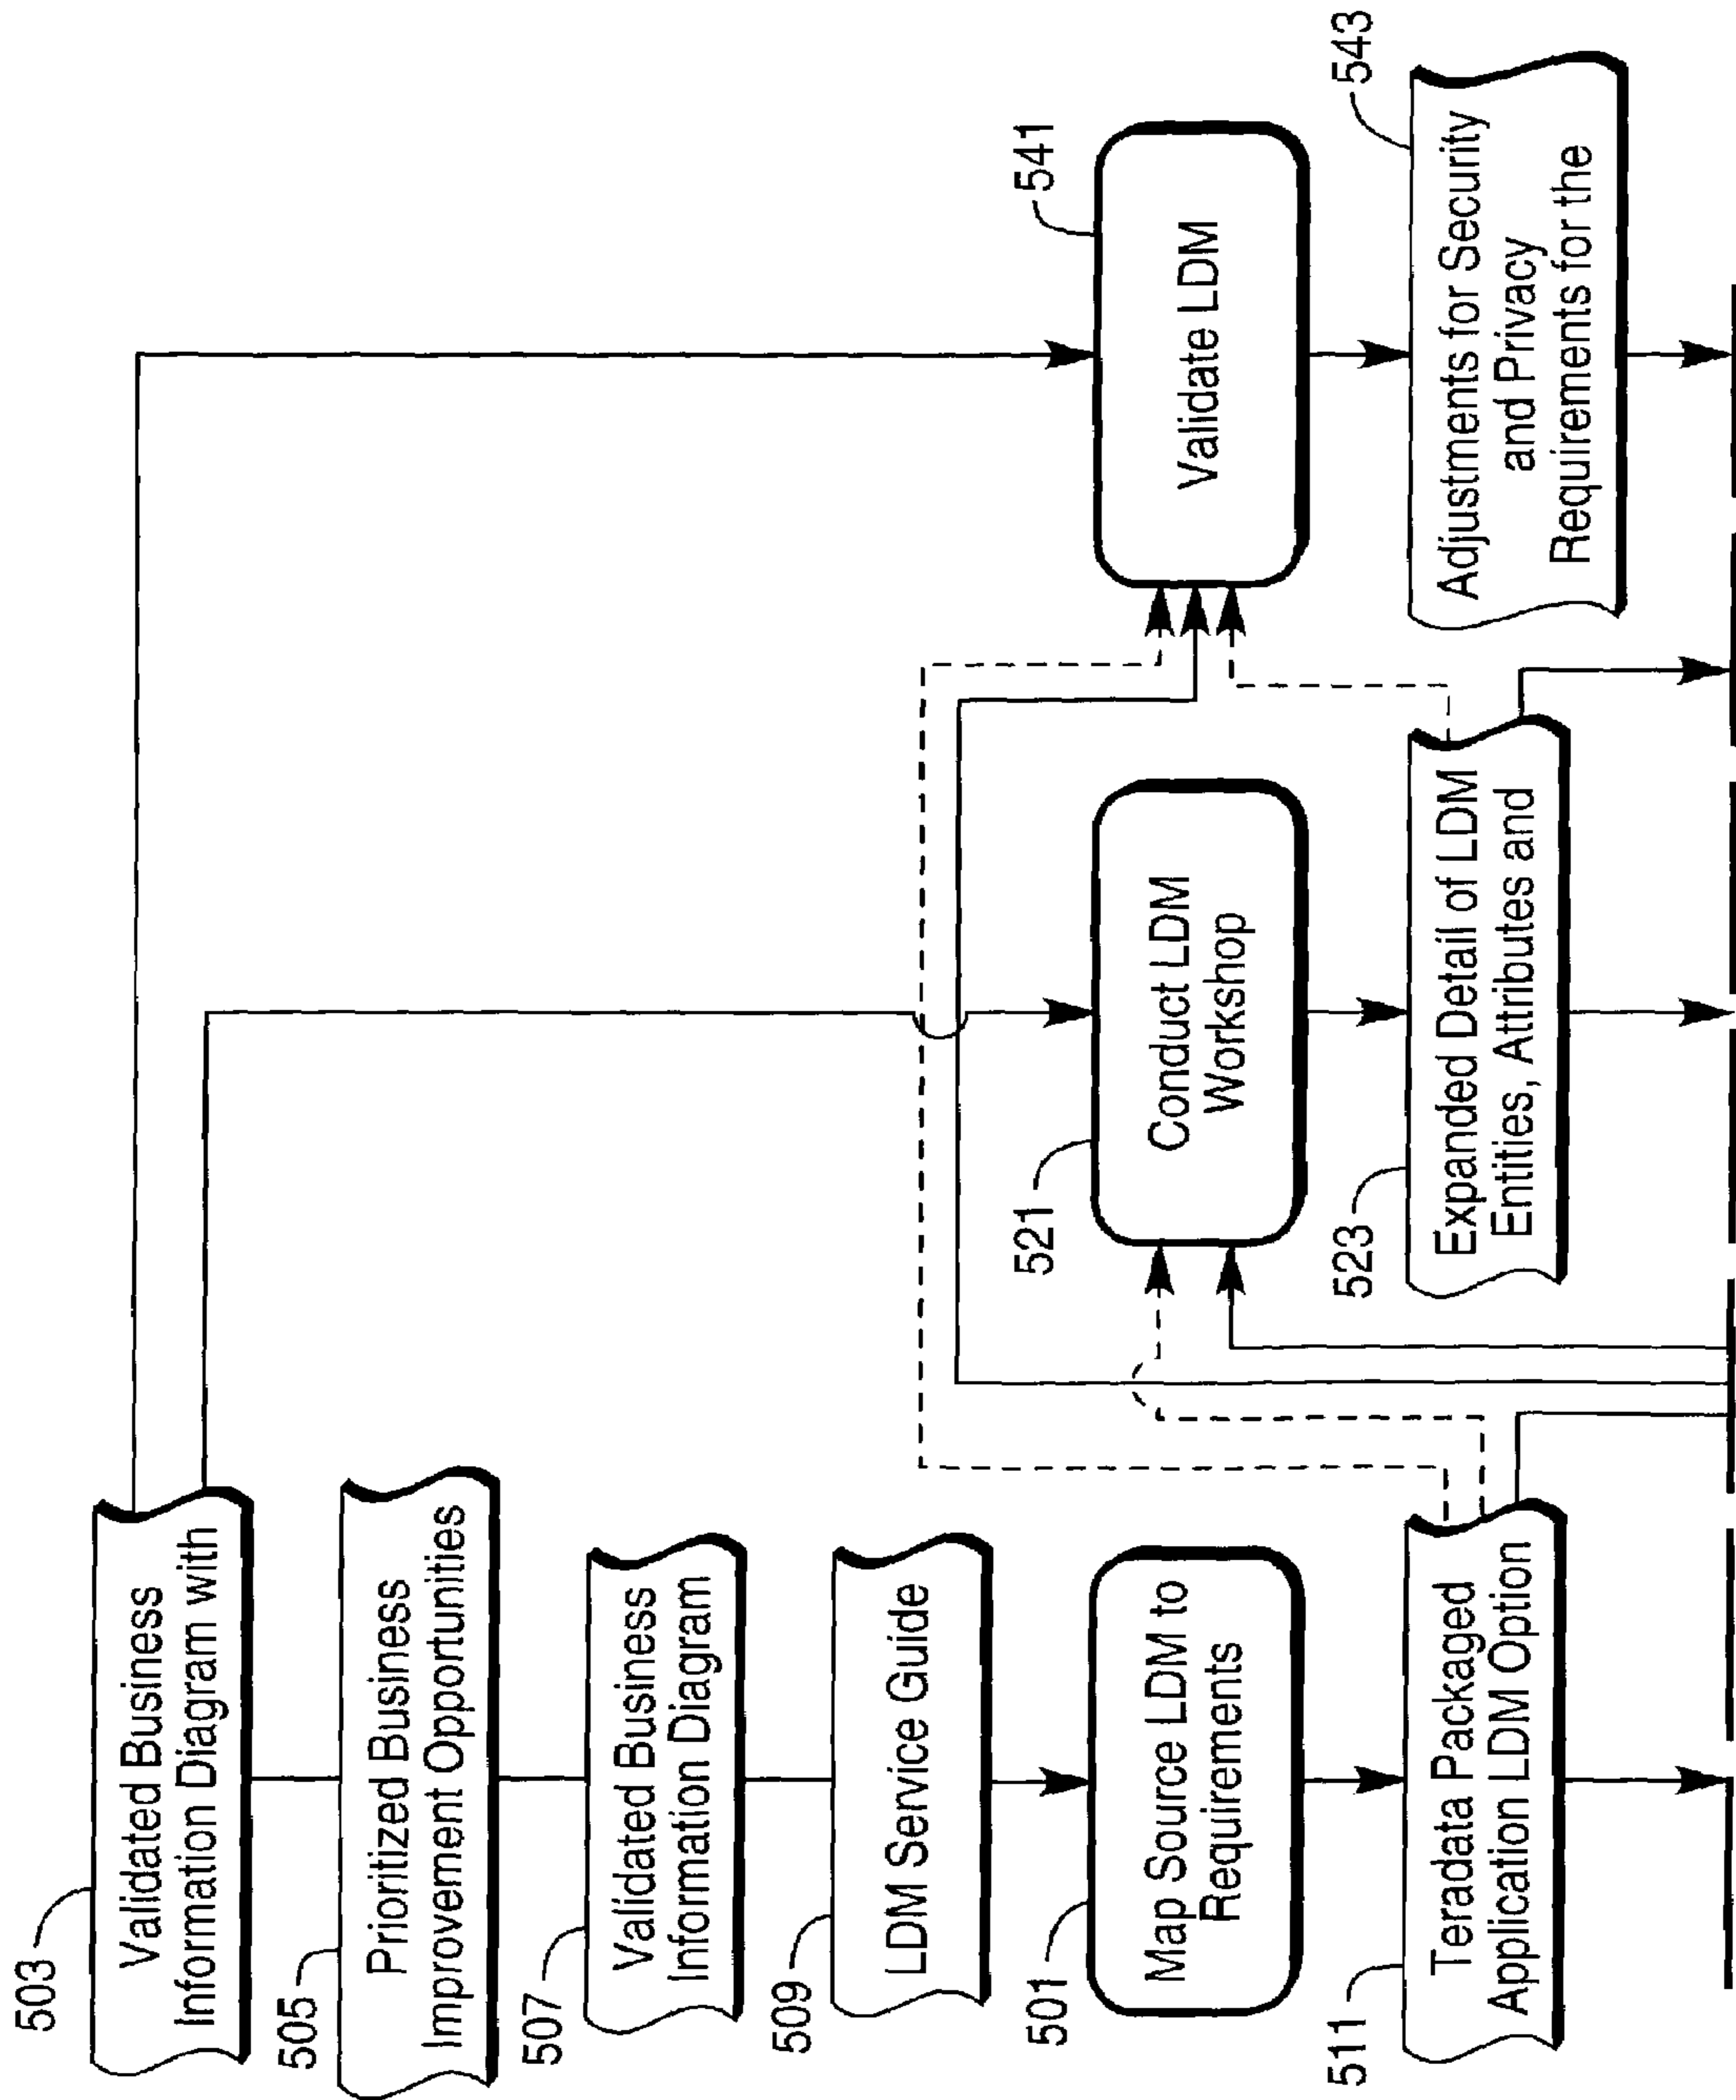 503
Validated Business
Information Diagram with
505
Prioritized Business
Improvement Opportunities
507
Validated Business
Information Diagram
509
LDM Service Guide
501
Map Source LDM to
Requirements
511
Teradata Packaged
Application LDM Option
521
Conduct LDM
Workshop
523
Expanded Detail of LDM
Entities, Attributes and
541
Validate LDM
543
Adjustments for Security
and Privacy
Requirements for the